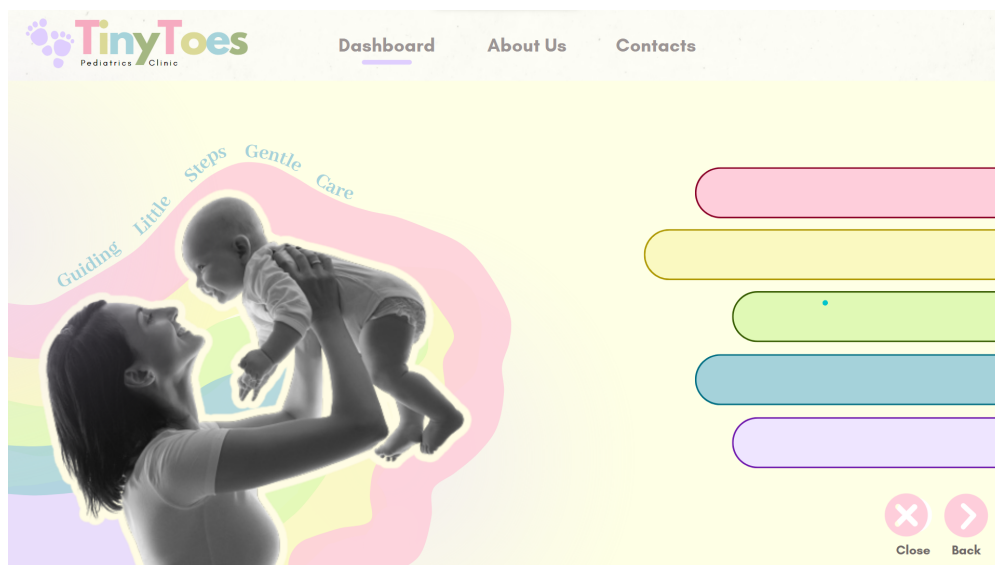 TinyToes
Pediatrics Clinic
Dashboard
About Us
Contacts
Guiding Little Steps Gentle Care
Close
Back